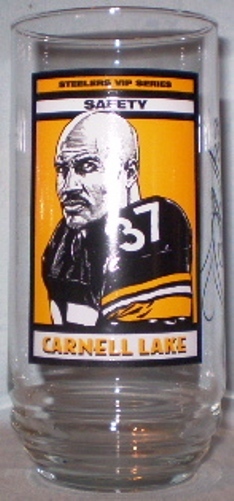 STEELERS VIP SERIES
SAFETY
37
CARNELL LAKE